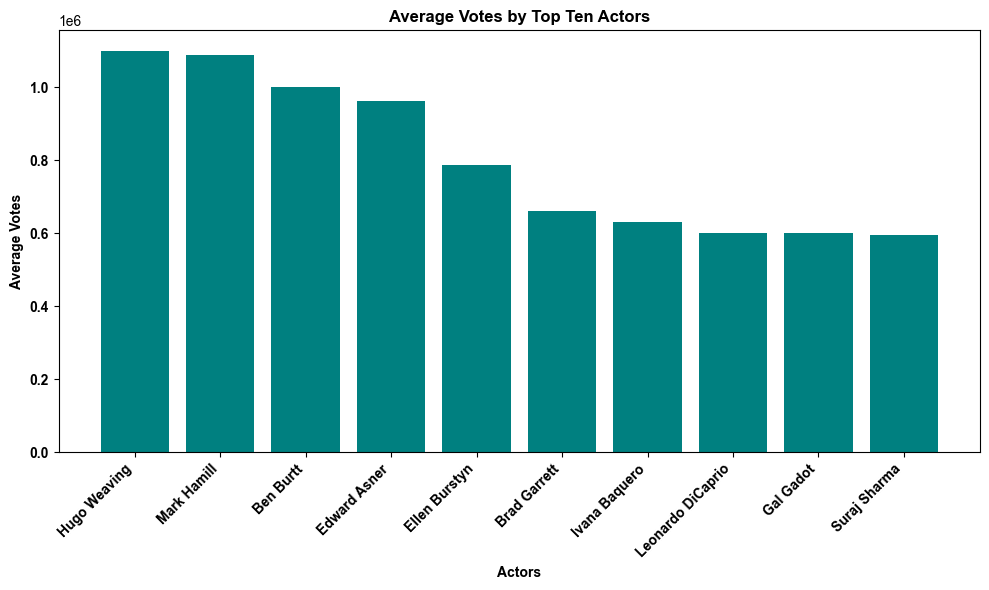 Average Votes by Top Ten Actors
1e6
1.0
0.8
0.6
0.4
0.2
0.0
Average Votes
Hugo Weaving
Mark Hamill
Ben Burtt
Edward Asner
Ellen Burstyn
Brad Garrett
Ivana Baquero
Leonardo DiCaprio
Gal Gadot
Suraj Sharma
Actors